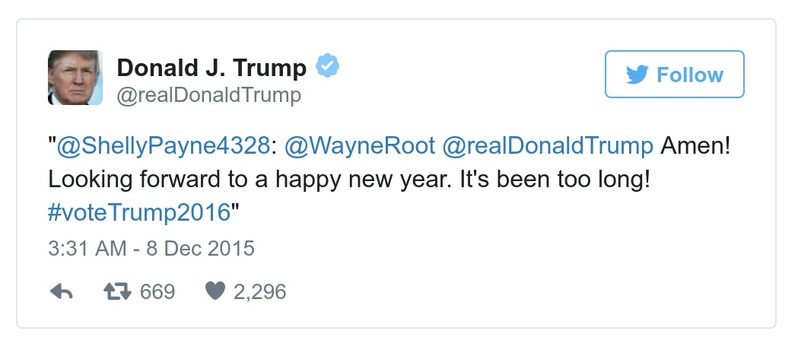 Donald J. Trump
@realDonaldTrump
Follow
"@ShellyPayne4328: @WayneRoot @realDonaldTrump Amen!
Looking forward to a happy new year. It's been too long!
#voteTrump2016"
3:31 AM - 8 Dec 2015
669 2,296